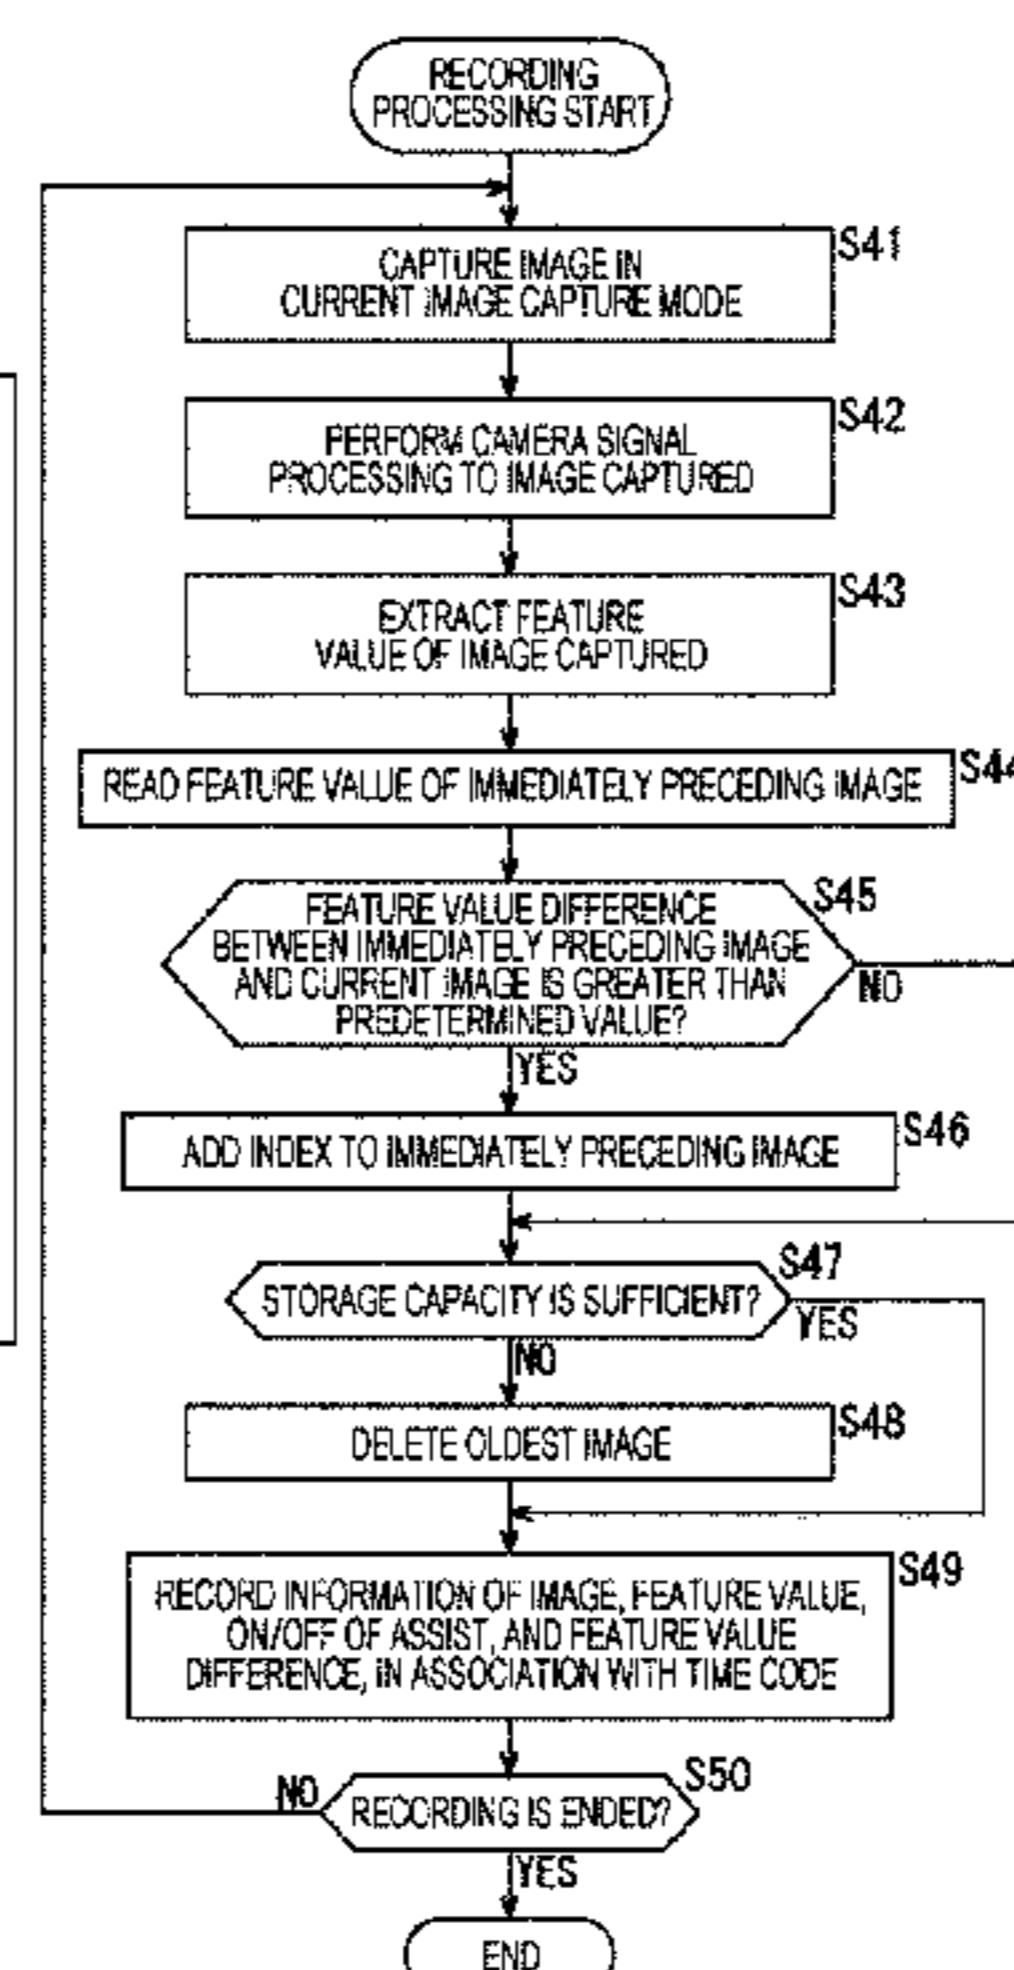 RECORDING
PROCESSING START
S41
CAPTURE IMAGE IN
CURRENT IMAGE CAPTURE MODE
S42
PERFORM CAMERA SIGNAL
PROCESSING TO IMAGE CAPTURED
S43
EXTRACT FEATURE
VALUE OF IMAGE CAPTURED
S44
READ FEATURE VALUE OF IMMEDIATELY PRECEDING IMAGE
S45
FEATURE VALUE DIFFERENCE
BETWEEN IMMEDIATELY PRECEDING IMAGE
AND CURRENT IMAGE IS GREATER THAN
PREDETERMINED VALUE?
NO
YES
S46
ADD INDEX TO IMMEDIATELY PRECEDING IMAGE
S47
STORAGE CAPACITY IS SUFFICIENT?
YES
NO
S48
DELETE OLDEST IMAGE
S49
RECORD INFORMATION OF IMAGE, FEATURE VALUE,
ON/OFF OF ASSIST, AND FEATURE VALUE
DIFFERENCE, IN ASSOCIATION WITH TIME CODE
S50
NO
RECORDING IS ENDED?
YES
END